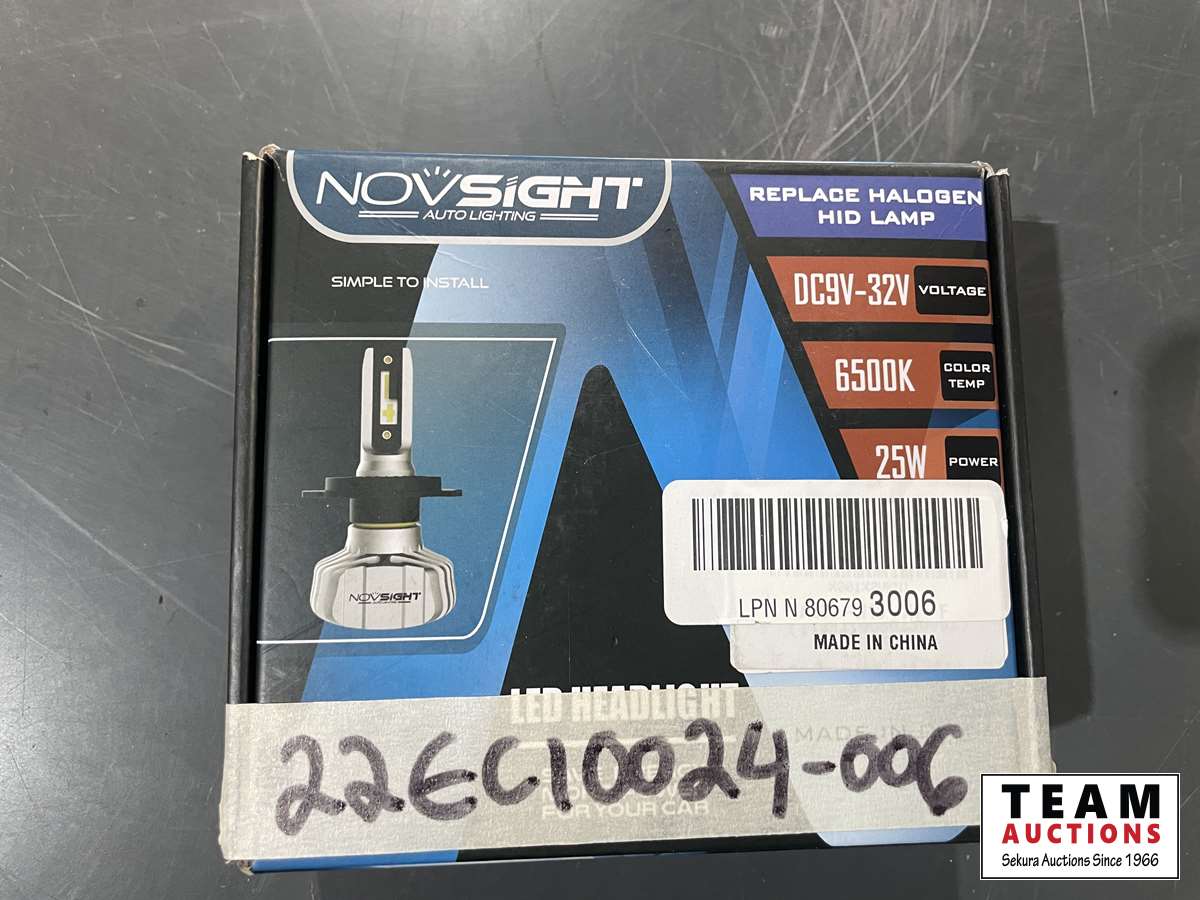 NOVSIGHT
AUTO LIGHTING
REPLACE HALOGEN
HID LAMP
SIMPLE TO INSTALL
DC9V-32V VOLTAGE
6500K COLOR TEMP
25W POWER
NOVSIGHT
LPN N 80679 3006
MADE IN CHINA
LED HEADLIGHT
MADE IN
22EC10024-006
FOR YOUR CAR
TEAM
AUCTIONS
Sekura Auctions Since 1966